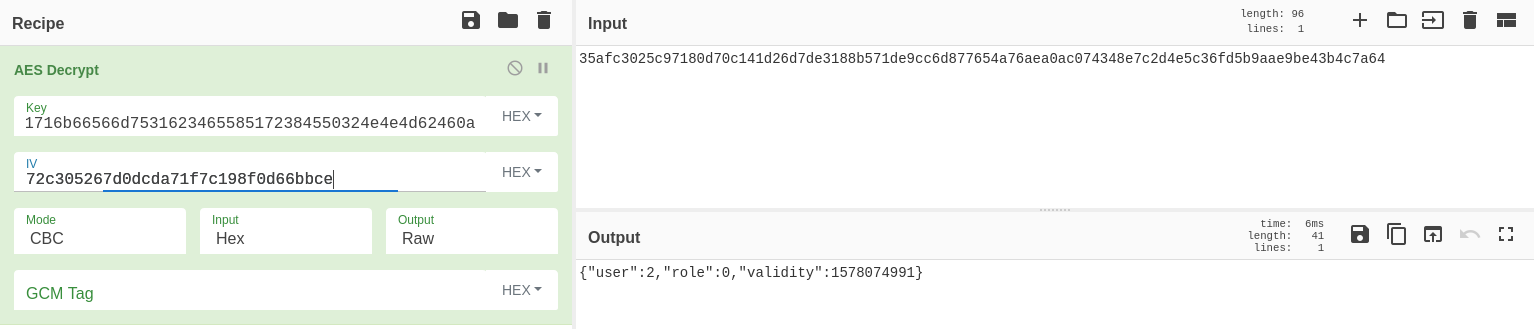 Recipe
AES Decrypt
Key
1716b66566d7531623465585172384550324e4e4d62460a
HEX
IV
72c305267d0dcda71f7c198f0d66bbce
HEX
Mode
CBC
Input
Hex
Output
Raw
GCM Tag
HEX
Input
length: 96
lines: 1
35afc3025c97180d70c141d26d7de3188b571de9cc6d877654a76aea0ac074348e7c2d4e5c36fd5b9aae9be43b4c7a64
Output
time: 6ms
length: 41
lines: 1
{"user":2,"role":0,"validity":1578074991}